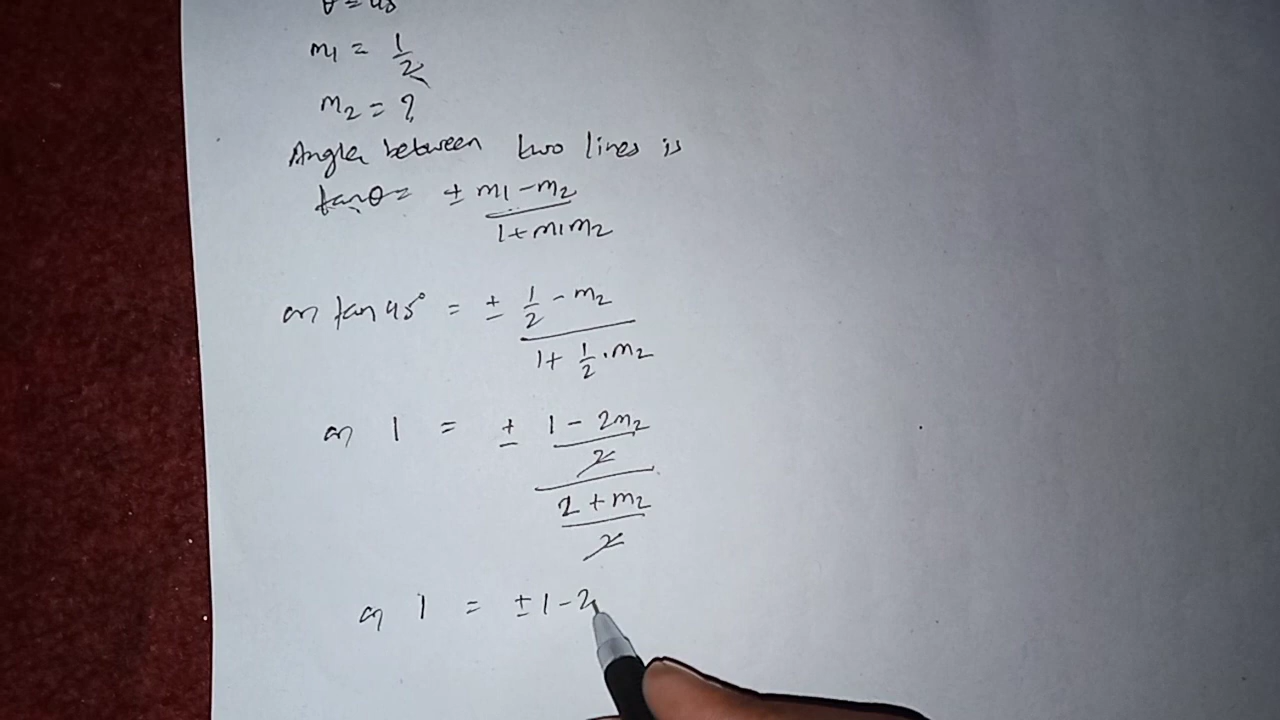 θ = 45
m1 = 1/2
m2 = ?
Angle between two lines is
tanθ = ± m1 - m2 / 1 + m1m2
or tan 45° = ± 1/2 - m2 / 1 + 1/2 . m2
or 1 = ± 1 - 2m2 / 2 / 2 + m2 / 2
or 1 = ± 1 - 2